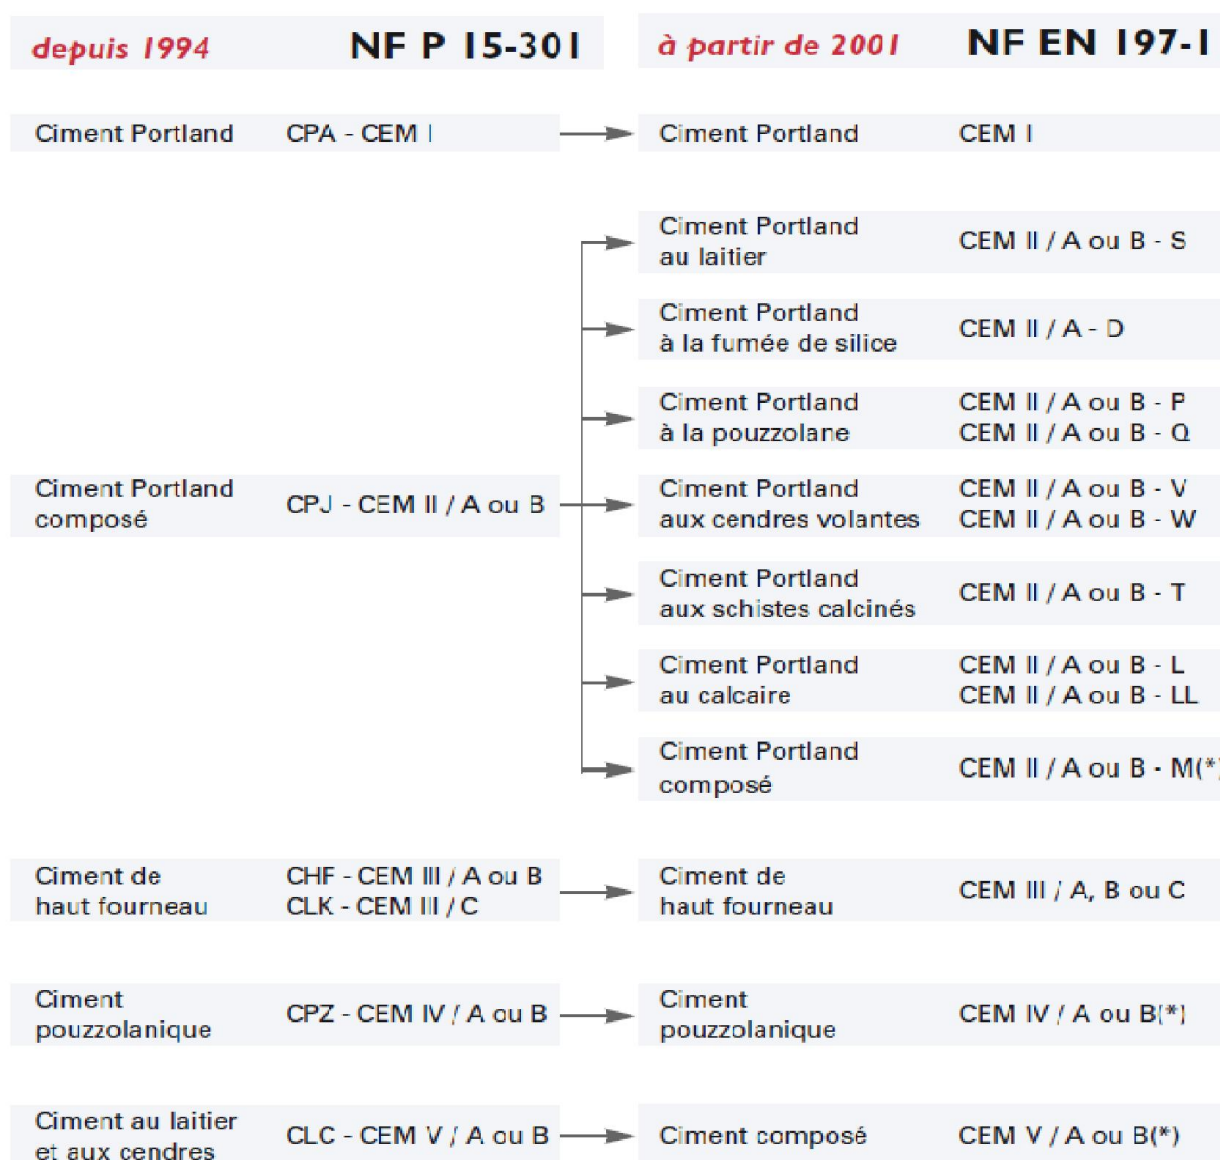 depuis 1994 NF P 15-301 à partir de 2001 NF EN 197-1
Ciment Portland CPA - CEM I Ciment Portland CEM I
Ciment Portland
au laitier
CEM II / A ou B - S
Ciment Portland
à la fumée de silice
CEM II / A - D
Ciment Portland
à la pouzzolane
CEM II / A ou B - P
CEM II / A ou B - Q
Ciment Portland
composé
CPJ - CEM II / A ou B
Ciment Portland
aux cendres volantes
CEM II / A ou B - V
CEM II / A ou B - W
Ciment Portland
aux schistes calcinés
CEM II / A ou B - T
Ciment Portland
au calcaire
CEM II / A ou B - L
CEM II / A ou B - LL
Ciment Portland
composé
CEM II / A ou B - M(*)
Ciment de
haut fourneau
CHF - CEM III / A ou B
CLK - CEM III / C
Ciment de
haut fourneau
CEM III / A, B ou C
Ciment
pouzzolanique
CPZ - CEM IV / A ou B
Ciment
pouzzolanique
CEM IV / A ou B(*)
Ciment au laitier
et aux cendres
CLC - CEM V / A ou B
Ciment composé
CEM V / A ou B(*)